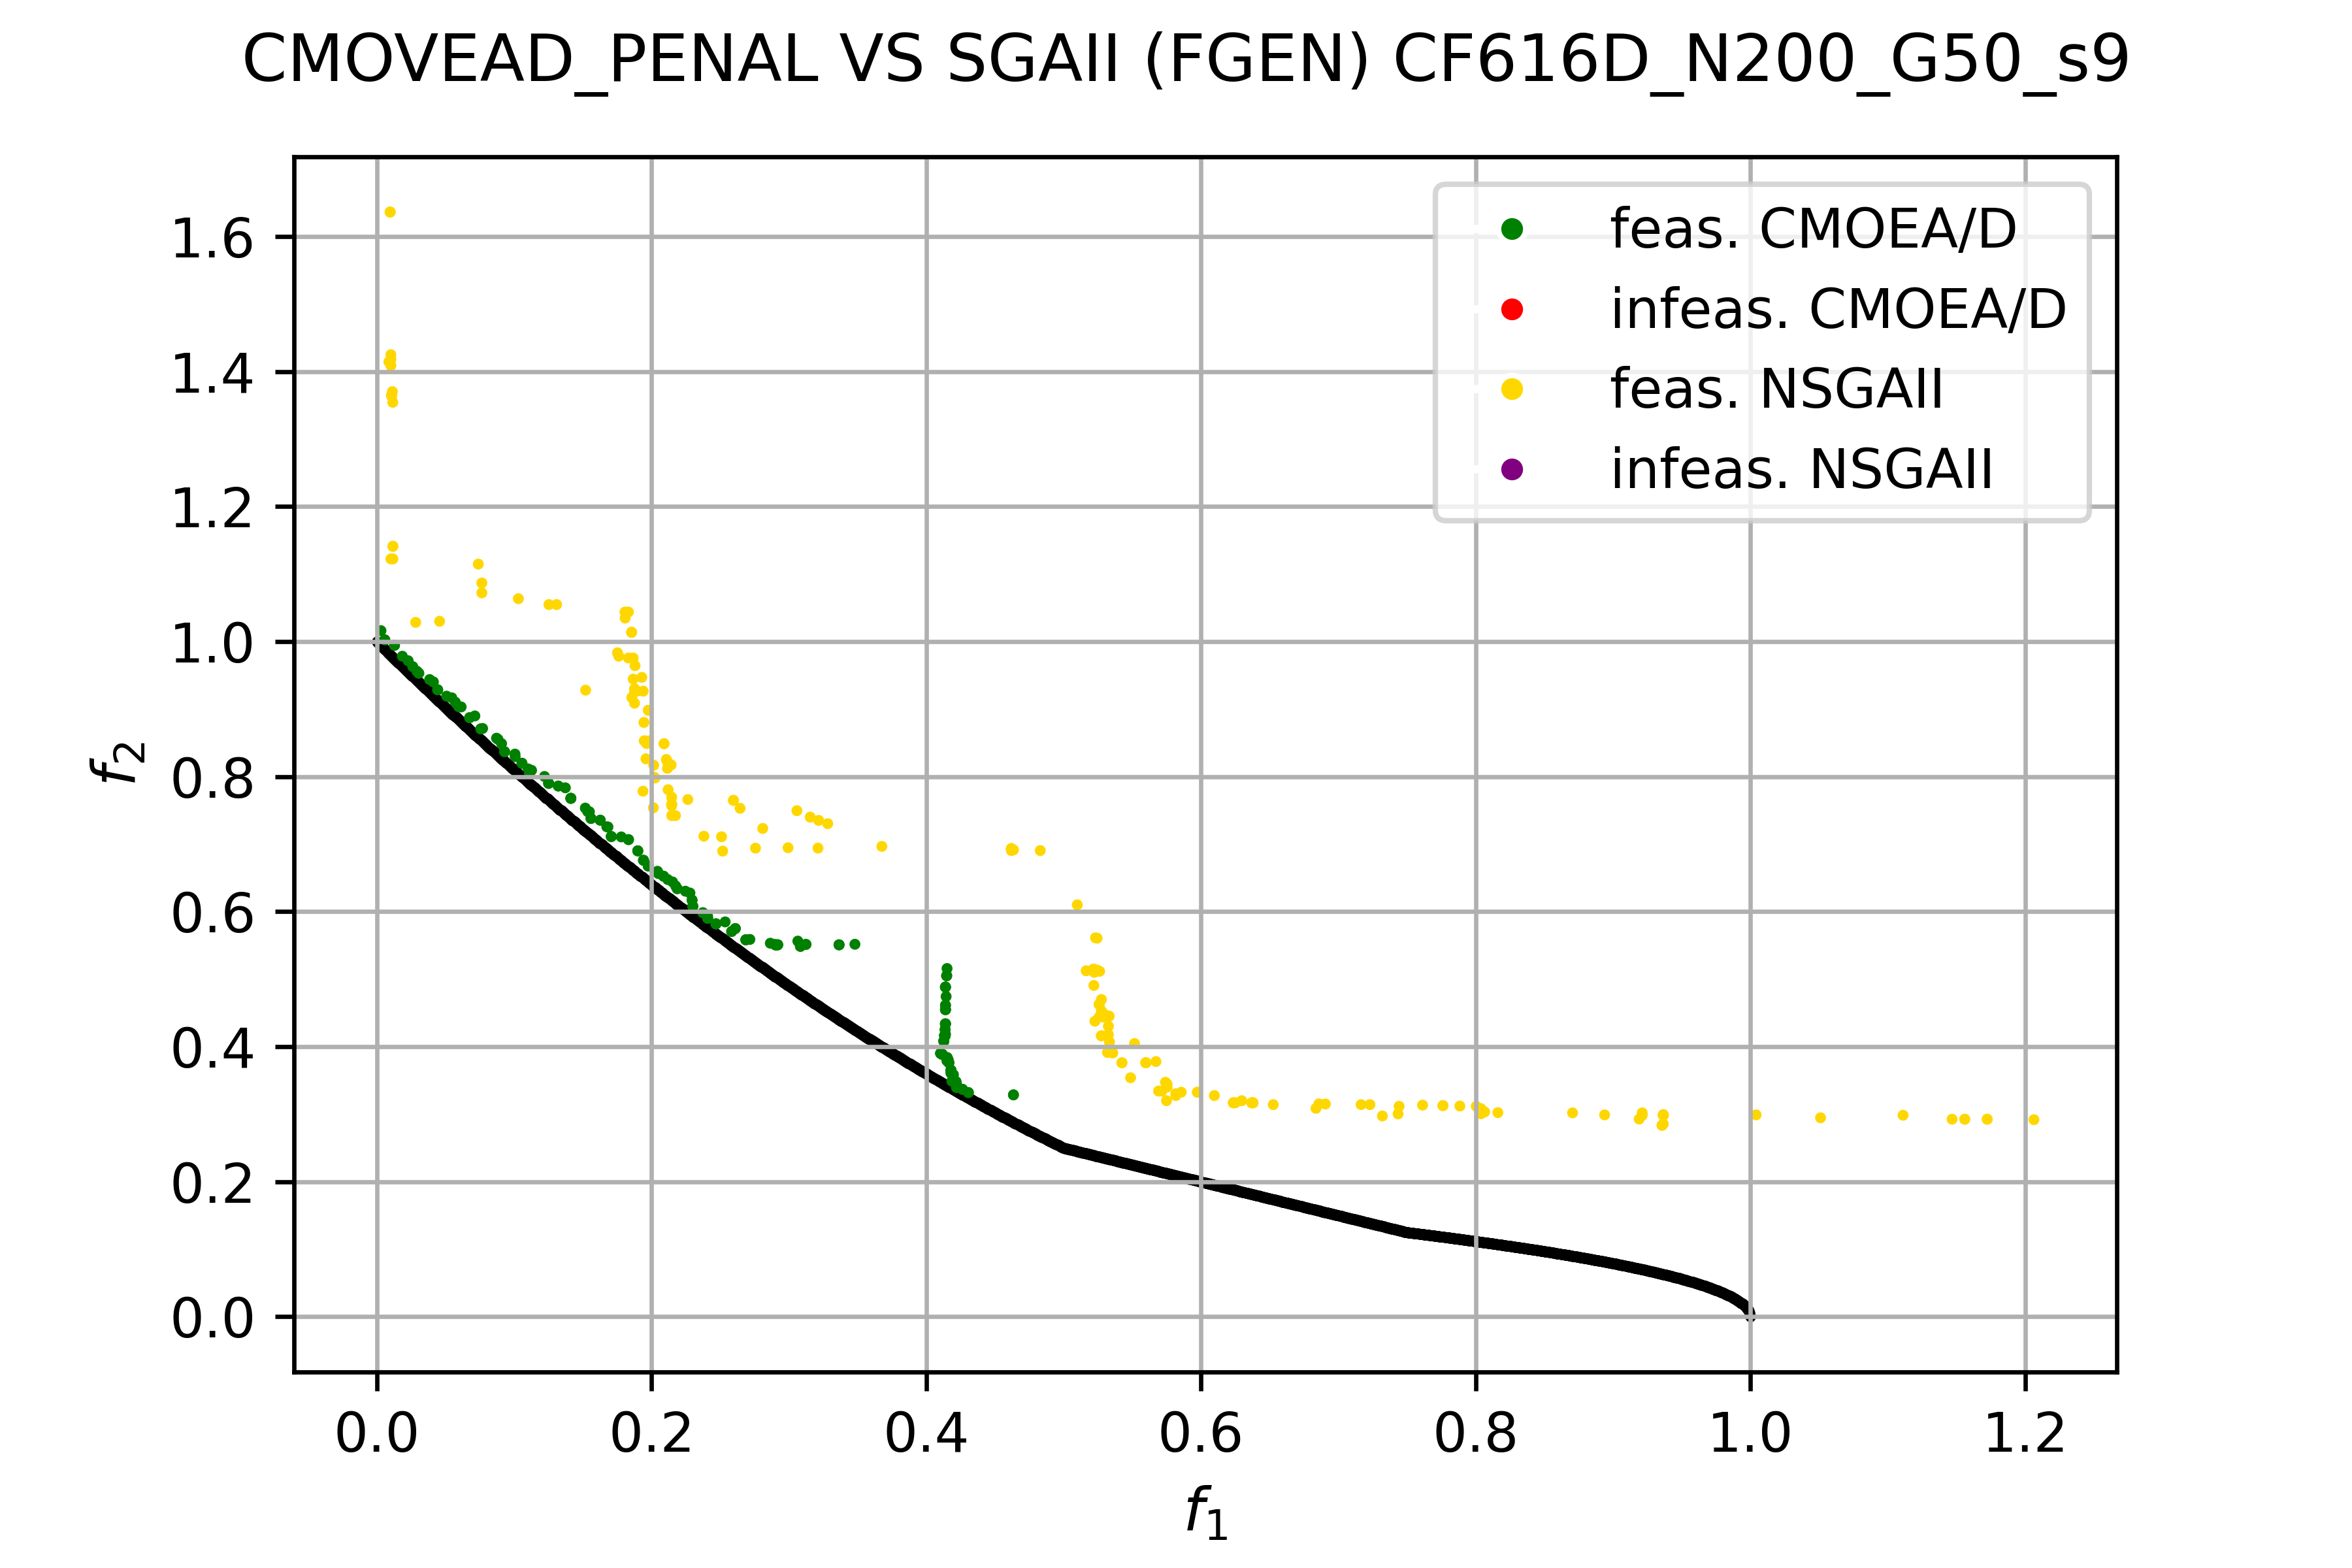 CMOVEAD_PENAL VS SGAII (FGEN) CF616D_N200_G50_s9
feas. CMOEA/D
infeas. CMOEA/D
feas. NSGAII
infeas. NSGAII
1.6
1.4
1.2
1.0
0.8
0.6
0.4
0.2
0.0
f2
0.0 0.2 0.4 0.6 0.8 1.0 1.2
f1